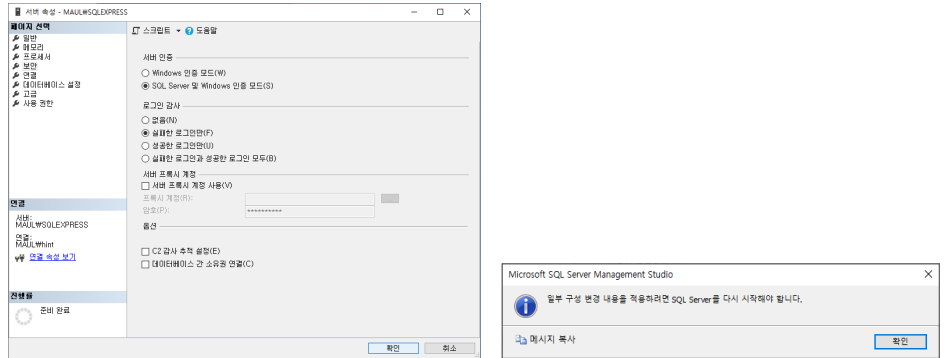 서버 속성 - MAUL₩SQLEXPRESS
페이지 선택
일반
메모리
프로세서
보안
연결
데이터베이스 설정
고급
사용 권한
연결
서버:
MAUL₩SQLEXPRESS
연결:
MAUL₩hint
연결 속성 보기
진행률
준비 완료
스크립트 도움말
서버 인증
Windows 인증 모드(W)
SQL Server 및 Windows 인증 모드(S)
로그인 감사
없음(N)
실패한 로그인만(F)
성공한 로그인만(U)
실패한 로그인과 성공한 로그인 모두(B)
서버 프록시 계정
서버 프록시 계정 사용(V)
프록시 계정(R):
암호(P): **********
옵션
C2 감사 추적 설정(E)
데이터베이스 간 소유권 연결(C)
확인 취소
Microsoft SQL Server Management Studio
일부 구성 변경 내용을 적용하려면 SQL Server를 다시 시작해야 합니다.
메시지 복사 확인